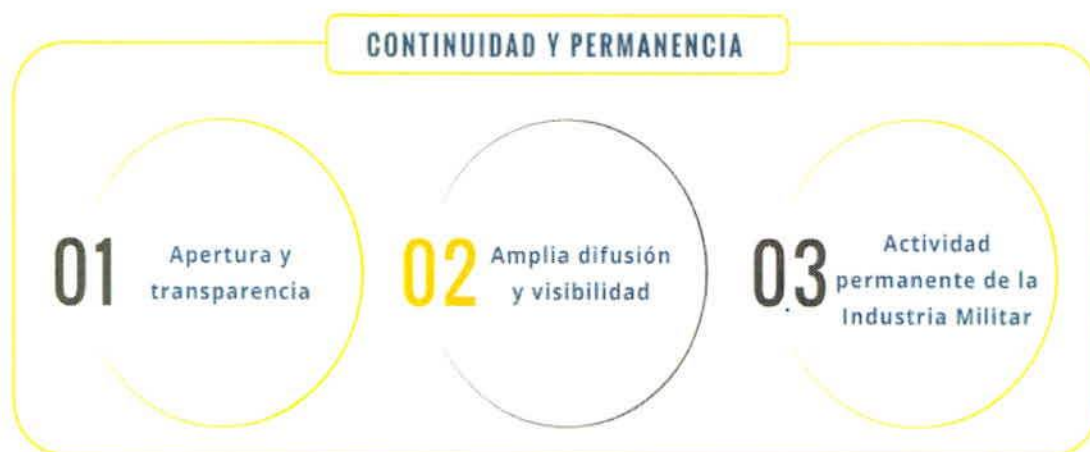 CONTINUIDAD Y PERMANENCIA
01
Apertura y
transparencia
02
Amplia difusión
y visibilidad
03
Actividad
permanente de la
Industria Militar